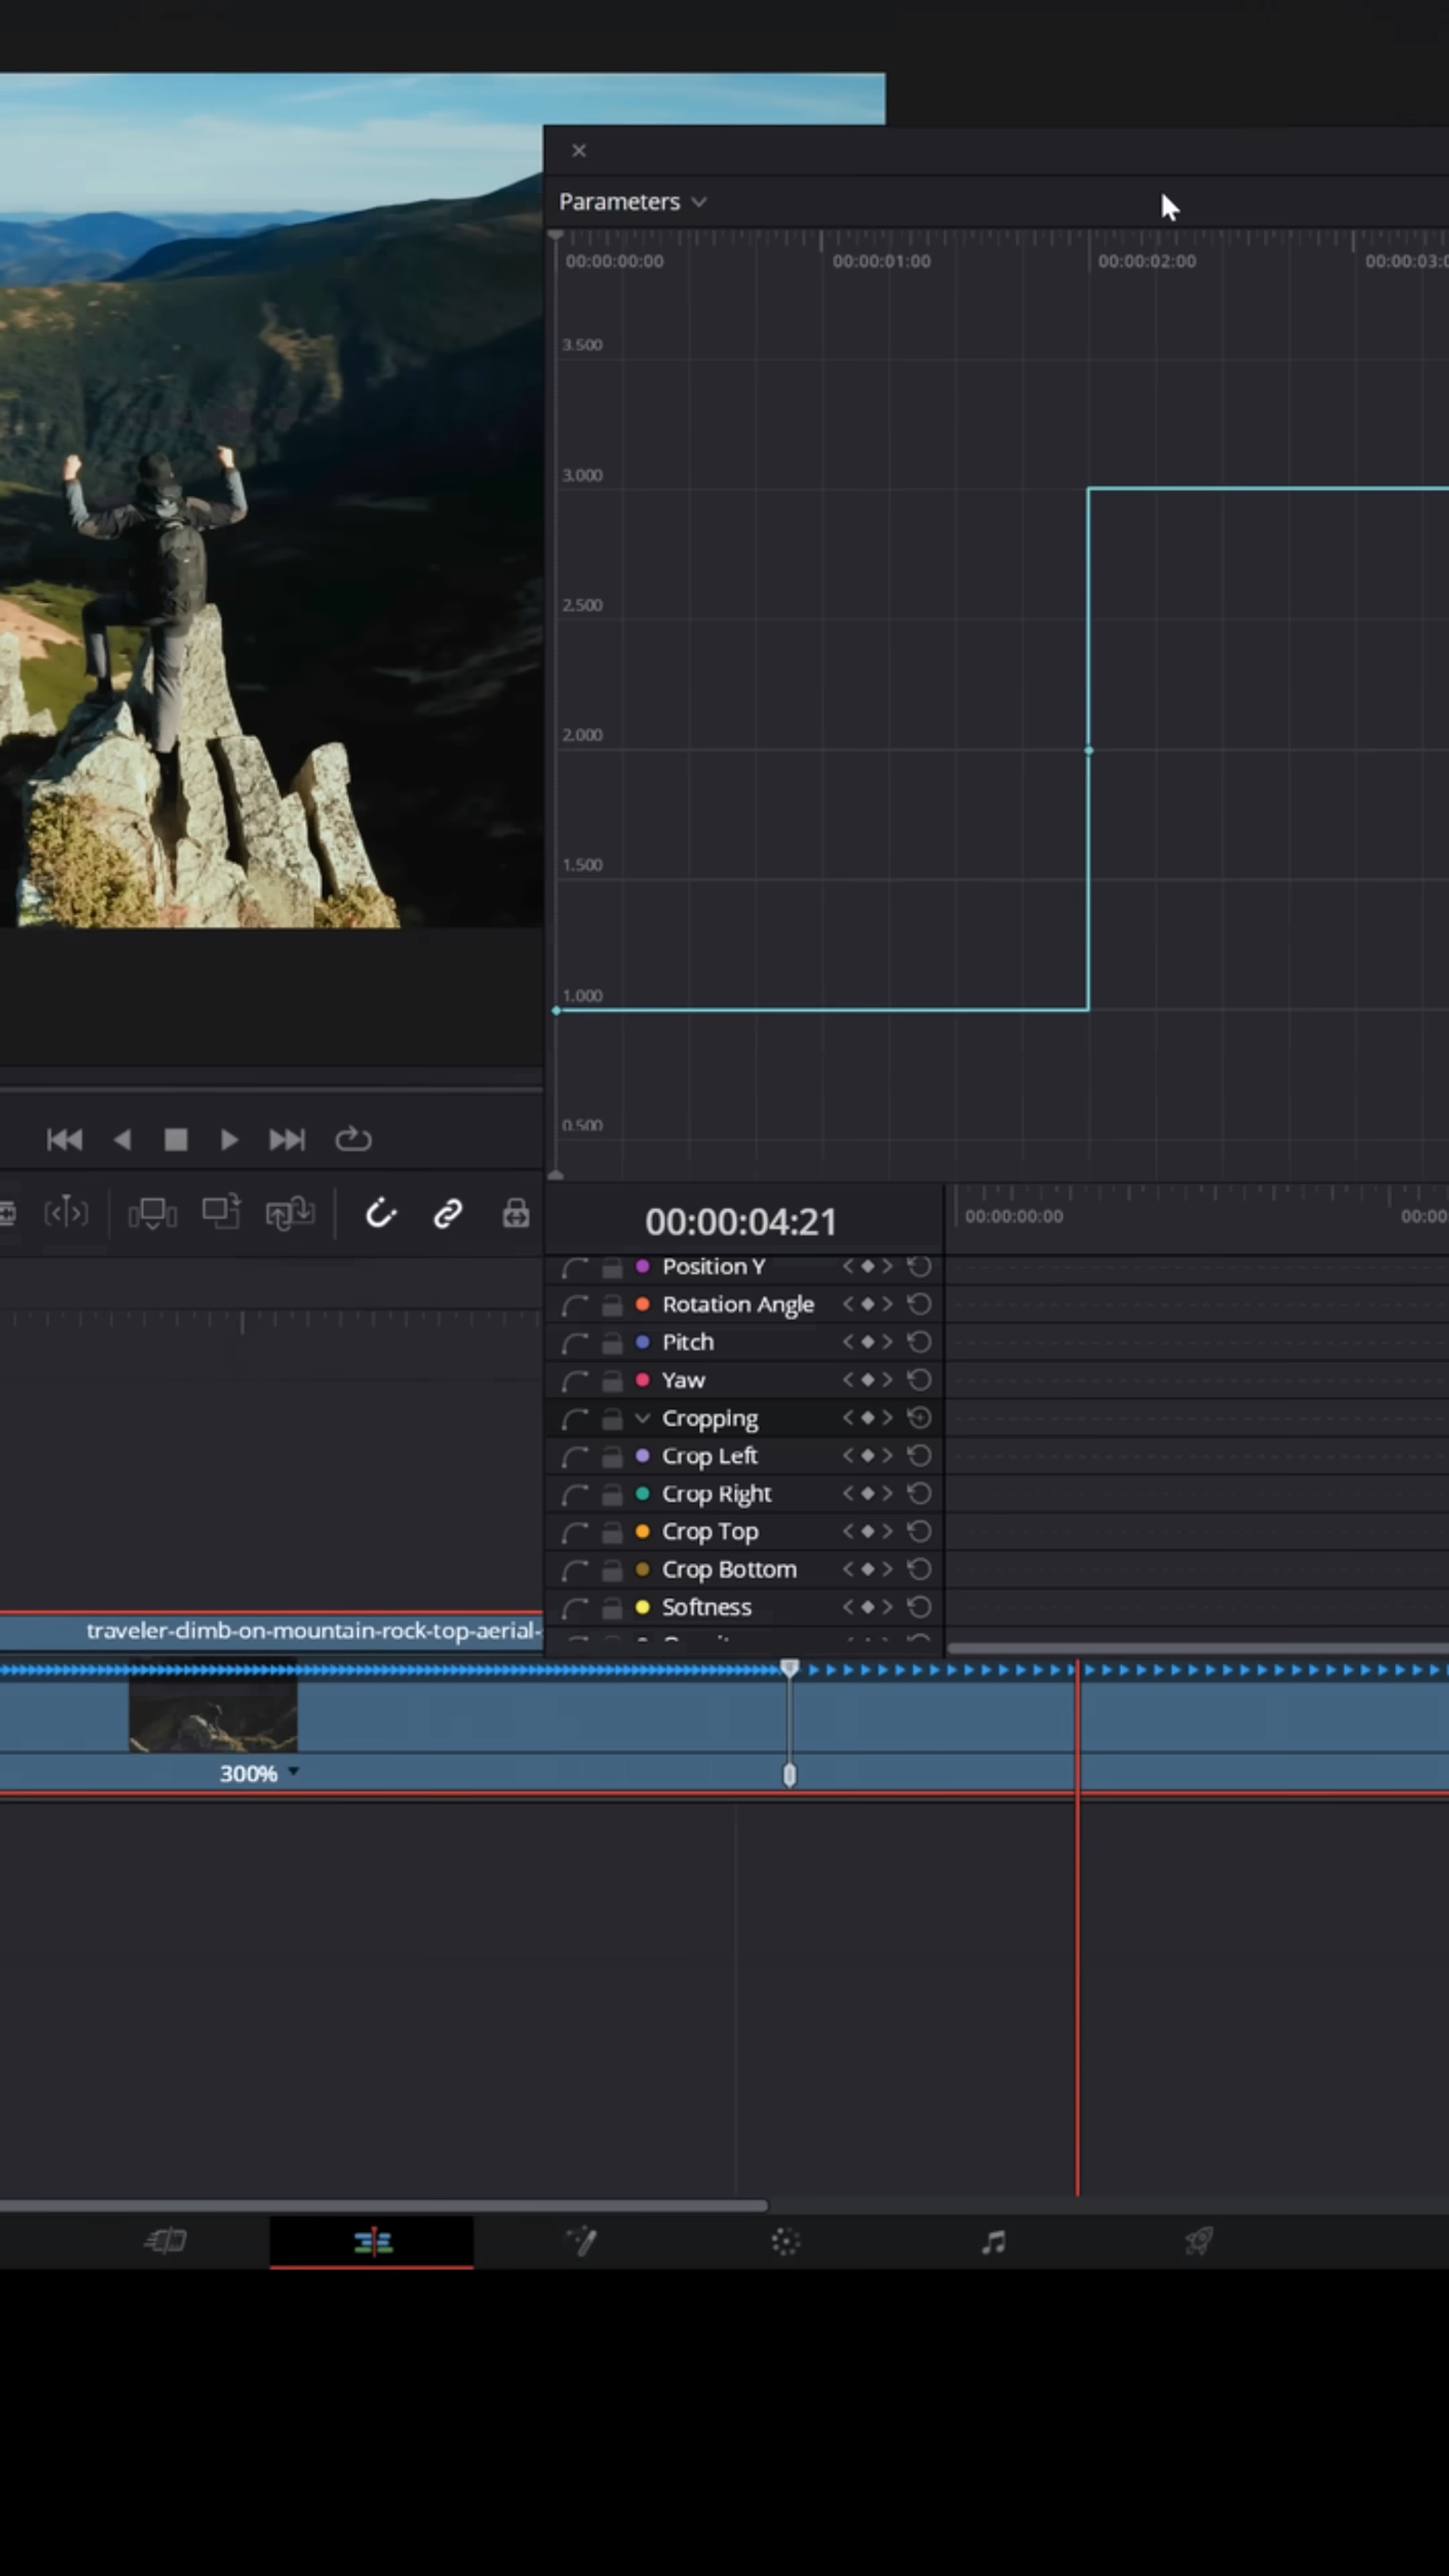 Parameters
00:00:00:00 00:00:01:00 00:00:02:00 00:00:03:0
3.500
3.000
2.500
2.000
1.500
1.000
0.500
00:00:04:21
00:00:00:00 00:00
Position Y
Rotation Angle
Pitch
Yaw
Cropping
Crop Left
Crop Right
Crop Top
Crop Bottom
Softness
traveler-climb-on-mountain-rock-top-aerial-
300%